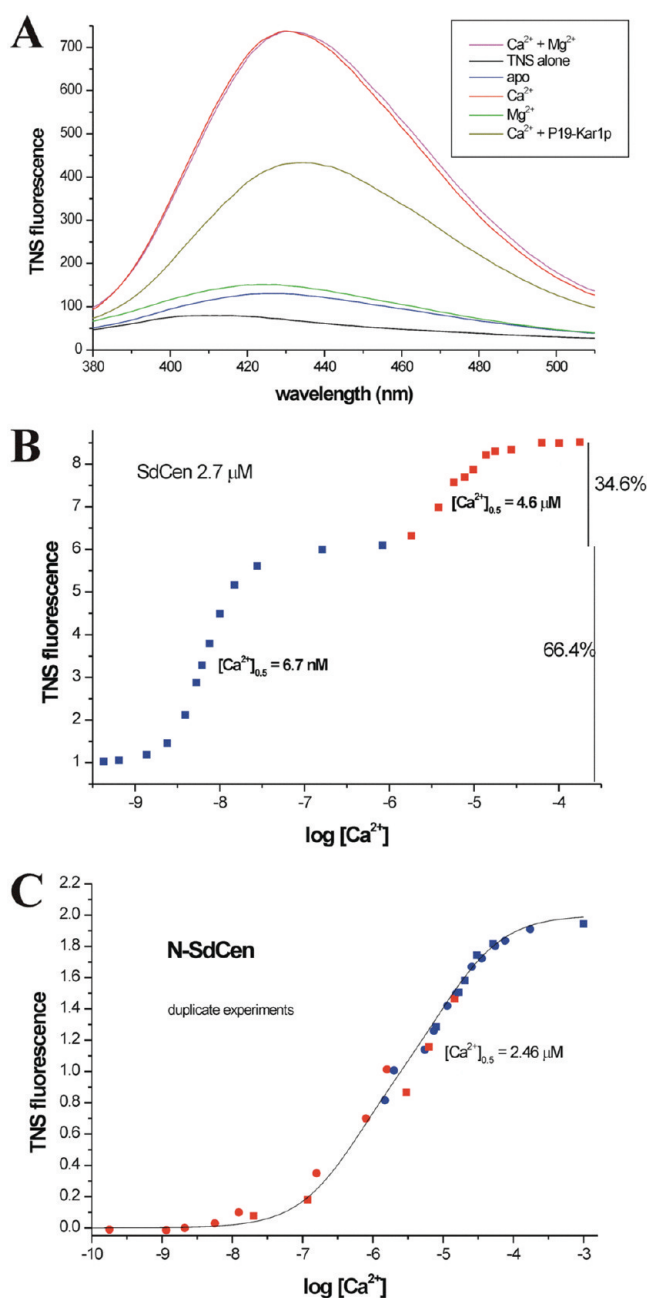 A
TNS fluorescence
700
600
500
400
300
200
100
0
380
400
420
440
460
480
500
wavelength (nm)
Ca²⁺ + Mg²⁺
TNS alone
apo
Ca²⁺
Mg²⁺
Ca²⁺ + P19-Kar1p
B
TNS fluorescence
8
7
6
5
4
3
2
1
SdCen 2.7 µM
[Ca²⁺]₀.₅ = 4.6 µM
34.6%
[Ca²⁺]₀.₅ = 6.7 nM
66.4%
-9
-8
-7
-6
-5
-4
log [Ca²⁺]
C
TNS fluorescence
2.2
2.0
1.8
1.6
1.4
1.2
1.0
0.8
0.6
0.4
0.2
0.0
N-SdCen
duplicate experiments
[Ca²⁺]₀.₅ = 2.46 µM
-10
-9
-8
-7
-6
-5
-4
-3
log [Ca²⁺]